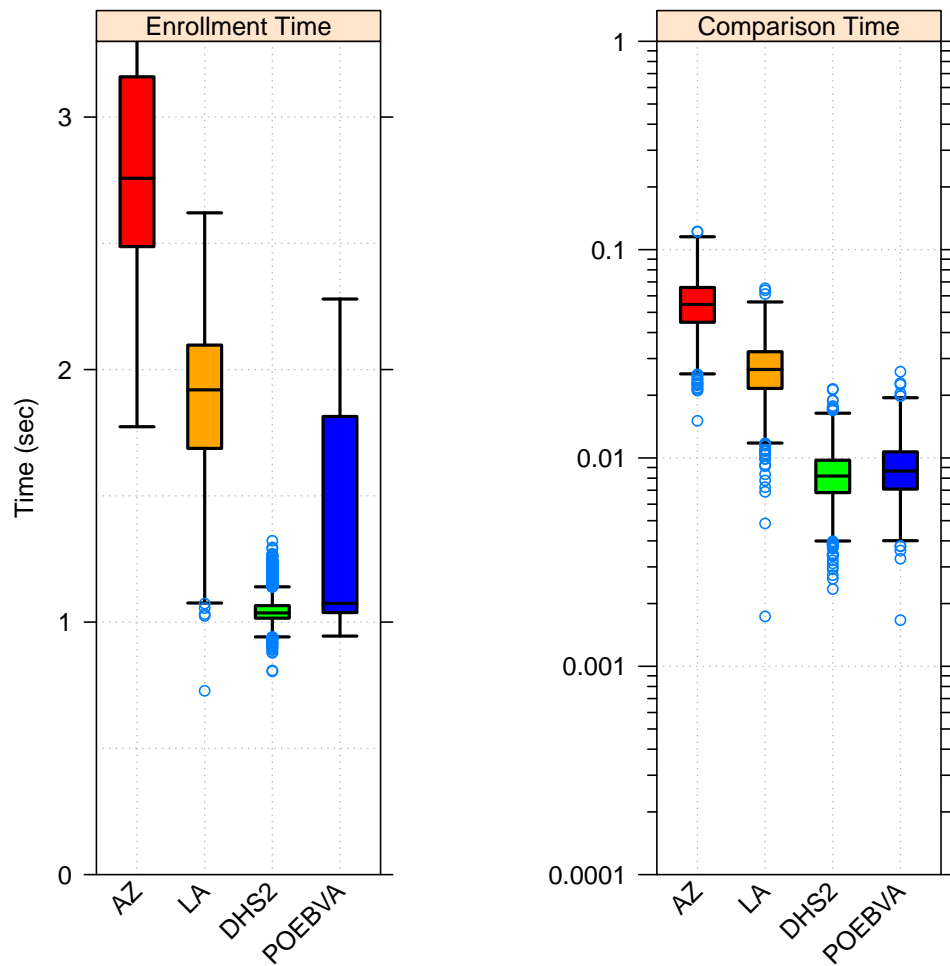 Enrollment Time
Time (sec)
3
2
1
0
AZ
LA
DHS2
POEBVA
Comparison Time
1
0.1
0.01
0.001
0.0001
AZ
LA
DHS2
POEBVA